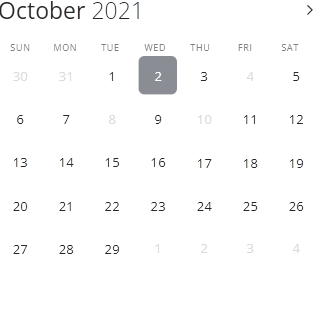 October 2021
SUN MON TUE WED THU FRI SAT
30 31 1 2 3 4 5
6 7 8 9 10 11 12
13 14 15 16 17 18 19
20 21 22 23 24 25 26
27 28 29 1 2 3 4